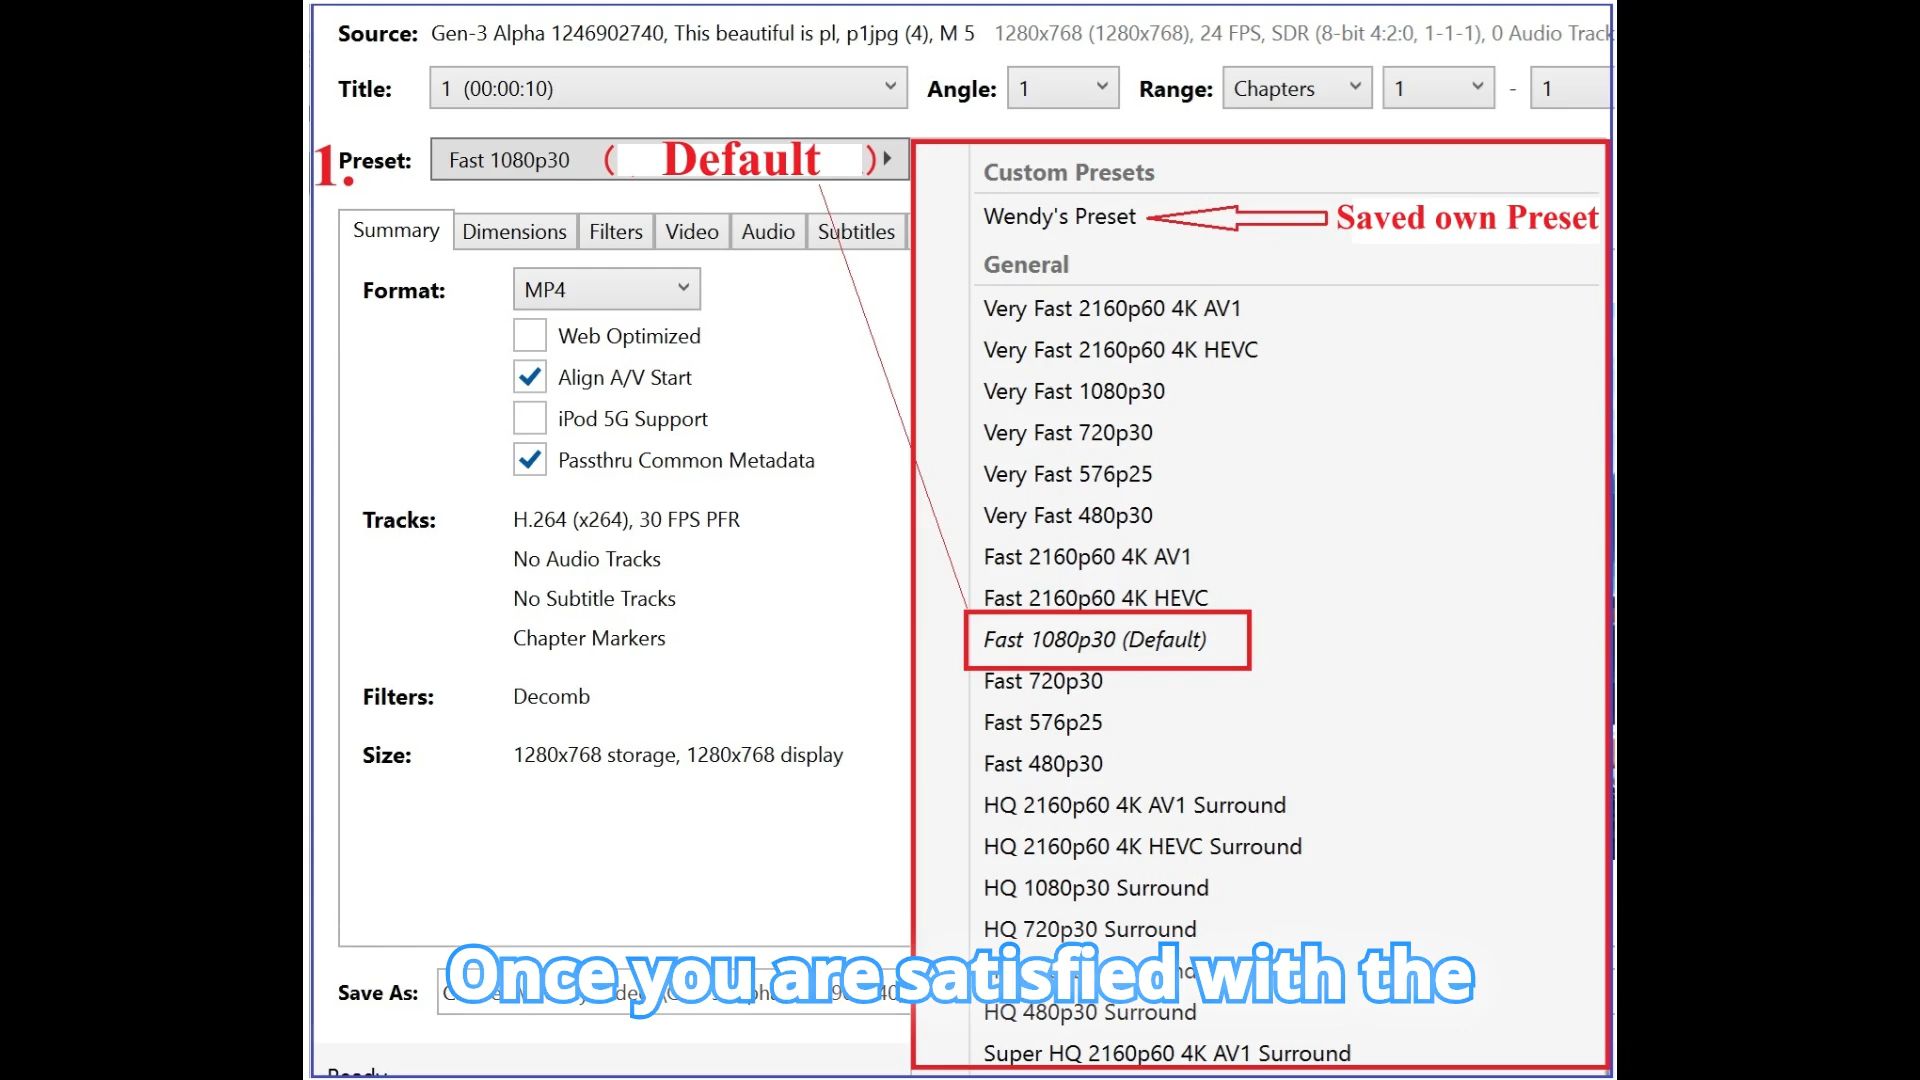 Source: Gen-3 Alpha 1246902740, This beautiful is pl, p1jpg (4), M 5 1280x768 (1280x768), 24 FPS, SDR (8-bit 4:2:0, 1-1-1), 0 Audio Track
Title: 1 (00:00:10) Angle: 1 Range: Chapters 1 - 1
1. Preset: Fast 1080p30 ( Default )
Summary Dimensions Filters Video Audio Subtitles
Format: MP4
Web Optimized
Align A/V Start
iPod 5G Support
Passthru Common Metadata
Tracks: H.264 (x264), 30 FPS PFR
No Audio Tracks
No Subtitle Tracks
Chapter Markers
Filters: Decomb
Size: 1280x768 storage, 1280x768 display
Save As:
Ready
Custom Presets
Wendy's Preset Saved own Preset
General
Very Fast 2160p60 4K AV1
Very Fast 2160p60 4K HEVC
Very Fast 1080p30
Very Fast 720p30
Very Fast 576p25
Very Fast 480p30
Fast 2160p60 4K AV1
Fast 2160p60 4K HEVC
Fast 1080p30 (Default)
Fast 720p30
Fast 576p25
Fast 480p30
HQ 2160p60 4K AV1 Surround
HQ 2160p60 4K HEVC Surround
HQ 1080p30 Surround
HQ 720p30 Surround
HQ 480p30 Surround
Super HQ 2160p60 4K AV1 Surround
Once you are satisfied with the